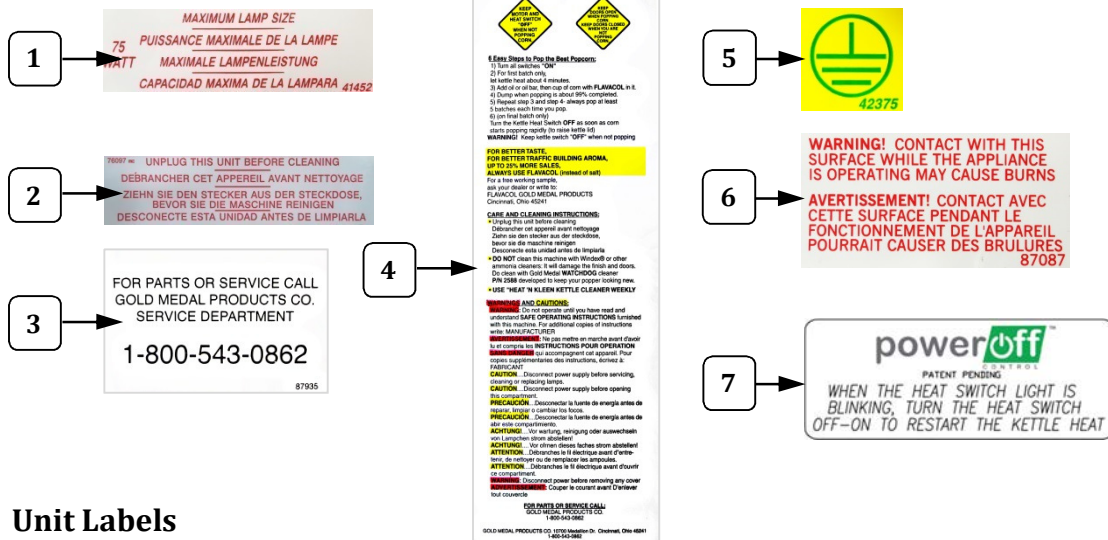 1
MAXIMUM LAMP SIZE
75
WATT
PUISSANCE MAXIMALE DE LA LAMPE
MAXIMALE LAMPENLEISTUNG
CAPACIDAD MAXIMA DE LA LAMPARA
41452
2
76097
UNPLUG THIS UNIT BEFORE CLEANING
DEBRANCHER CET APPEREIL AVANT NETTOYAGE
ZIEHN SIE DEN STECKER AUS DER STECKDOSE,
BEVOR SIE DIE MASCHINE REINIGEN
DESCONECTE ESTA UNIDAD ANTES DE LIMPIARLA
3
FOR PARTS OR SERVICE CALL
GOLD MEDAL PRODUCTS CO.
SERVICE DEPARTMENT
1-800-543-0862
87935
4
KEEP
MOTOR AND
HEAT SWITCH
"OFF"
WHEN NOT
POPPING
CORN.
KEEP
DOORS OPEN
WHEN POPPING
CORN.
KEEP DOORS CLOSED
WHEN YOU ARE
NOT
POPPING
CORN.
6 Easy Steps to Pop the Best Popcorn:
1) Turn all switches "ON"
2) For first batch only,
let kettle heat about 4 minutes.
3) Add oil or oil bar, then cup of corn with FLAVACOL in it.
4) Dump when popping is about 99% completed.
5) Repeat step 3 and step 4- always pop at least
5 batches each time you pop.
6) (on final batch only)
Turn the Kettle Heat Switch OFF as soon as corn
starts popping rapidly (to raise kettle lid)
WARNING! Keep kettle switch "OFF" when not popping
FOR BETTER TASTE,
FOR BETTER TRAFFIC BUILDING AROMA,
UP TO 25% MORE SALES,
ALWAYS USE FLAVACOL (instead of salt)
For a free working sample,
ask your dealer or write to:
FLAVACOL GOLD MEDAL PRODUCTS
Cincinnati, Ohio 45241
CARE AND CLEANING INSTRUCTIONS:
• Unplug this unit before cleaning
Débrancher cet appareil avant nettoyage
Ziehn sie den stecker aus der steckdose,
bevor sie die maschine reinigen
Desconecte esta unidad antes de limpiarla
• DO NOT clean this machine with Windex® or other
ammonia cleaners: it will damage the finish and doors.
Do clean with Gold Medal WATCHDOG cleaner
P/N 2588 developed to keep your popper looking new.
• USE "HEAT 'N KLEEN KETTLE CLEANER WEEKLY
WARNINGS AND CAUTIONS:
WARNING: Do not operate until you have read and
understand SAFE OPERATING INSTRUCTIONS furnished
with this machine. For additional copies of instructions
write: MANUFACTURER
AVERTISSEMENT: Ne pas mettre en marche avant d'avoir
lu et compris les INSTRUCTIONS POUR OPERATION
SANS DANGER qui accompagnent cet appareil. Pour
copies supplémentaires des instructions, écrivez à:
FABRICANT
CAUTION...Disconnect power supply before servicing,
cleaning or replacing lamps.
CAUTION...Disconnect power supply before opening
this compartment.
PRECAUCIÓN...Desconectar la fuente de energía antes de
reparar, limpiar o cambiar los focos.
PRECAUCIÓN...Desconectar la fuente de energía antes de
abir este compartimiento.
ACHTUNG!...Vor wartung, reinigung oder auswechseln
von Lampchen strom abstellen!
ACHTUNG!...Vor ofnen dieses faches strom abstellen!
ATTENTION...Débranches le fil électrique avant d'entre-
tenir, de nettoyer ou de remplacer les ampoules.
ATTENTION...Débranches le fil électrique avant d'ouvrir
ce compartiment.
WARNING: Disconnect power before removing any cover
ADVERTISSEMENT: Couper le courant avant D'enlever
tout couvercle
FOR PARTS OR SERVICE CALL:
GOLD MEDAL PRODUCTS CO.
1-800-543-0862
GOLD MEDAL PRODUCTS CO. 10700 Medallion Dr. Cincinnati, Ohio 45241
1-800-543-0862
5
42375
6
WARNING! CONTACT WITH THIS
SURFACE WHILE THE APPLIANCE
IS OPERATING MAY CAUSE BURNS
AVERTISSEMENT! CONTACT AVEC
CETTE SURFACE PENDANT LE
FONCTIONNEMENT DE L'APPAREIL
POURRAIT CAUSER DES BRULURES
87087
7
poweroff™
CONTROL
PATENT PENDING
WHEN THE HEAT SWITCH LIGHT IS
BLINKING, TURN THE HEAT SWITCH
OFF-ON TO RESTART THE KETTLE HEAT
Unit Labels